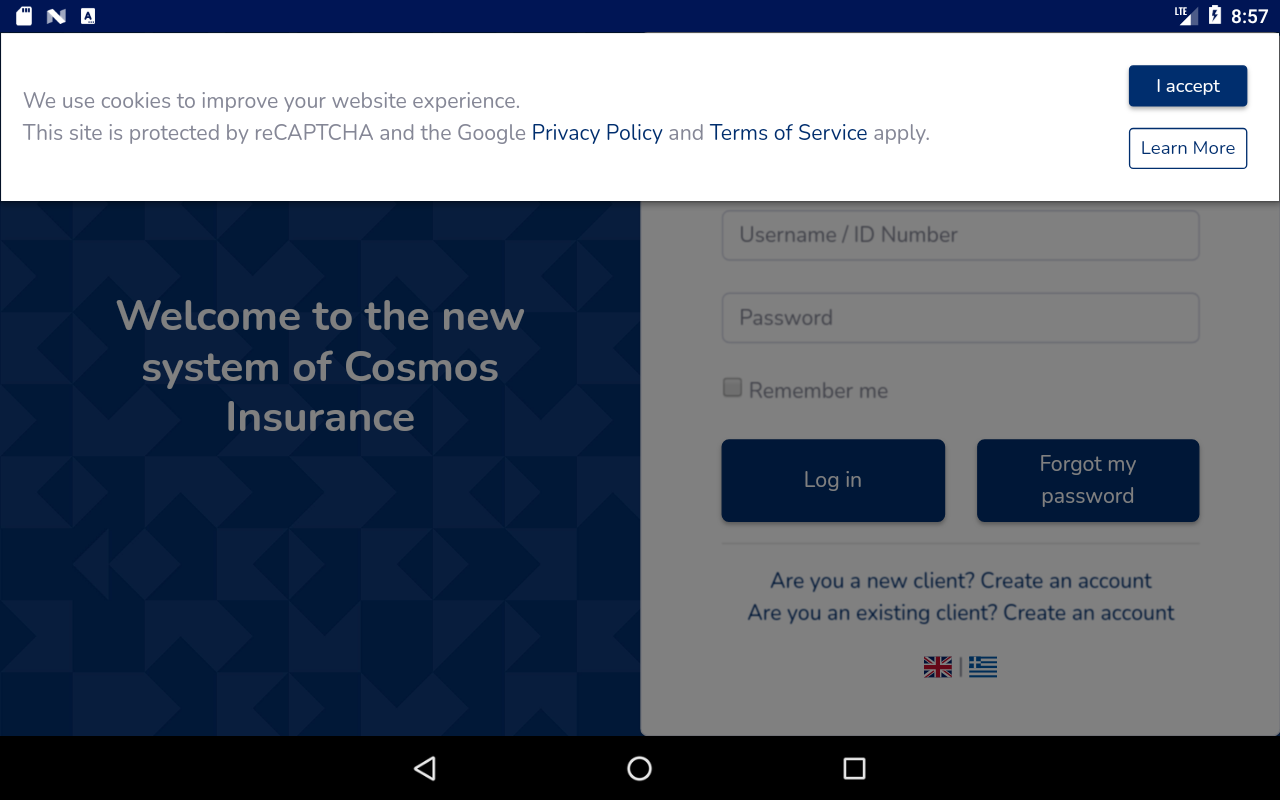 LTE 8:57
We use cookies to improve your website experience.
This site is protected by reCAPTCHA and the Google Privacy Policy and Terms of Service apply.
I accept
Learn More
Welcome to the new
system of Cosmos
Insurance
Username / ID Number
Password
Remember me
Log in
Forgot my
password
Are you a new client? Create an account
Are you an existing client? Create an account
|